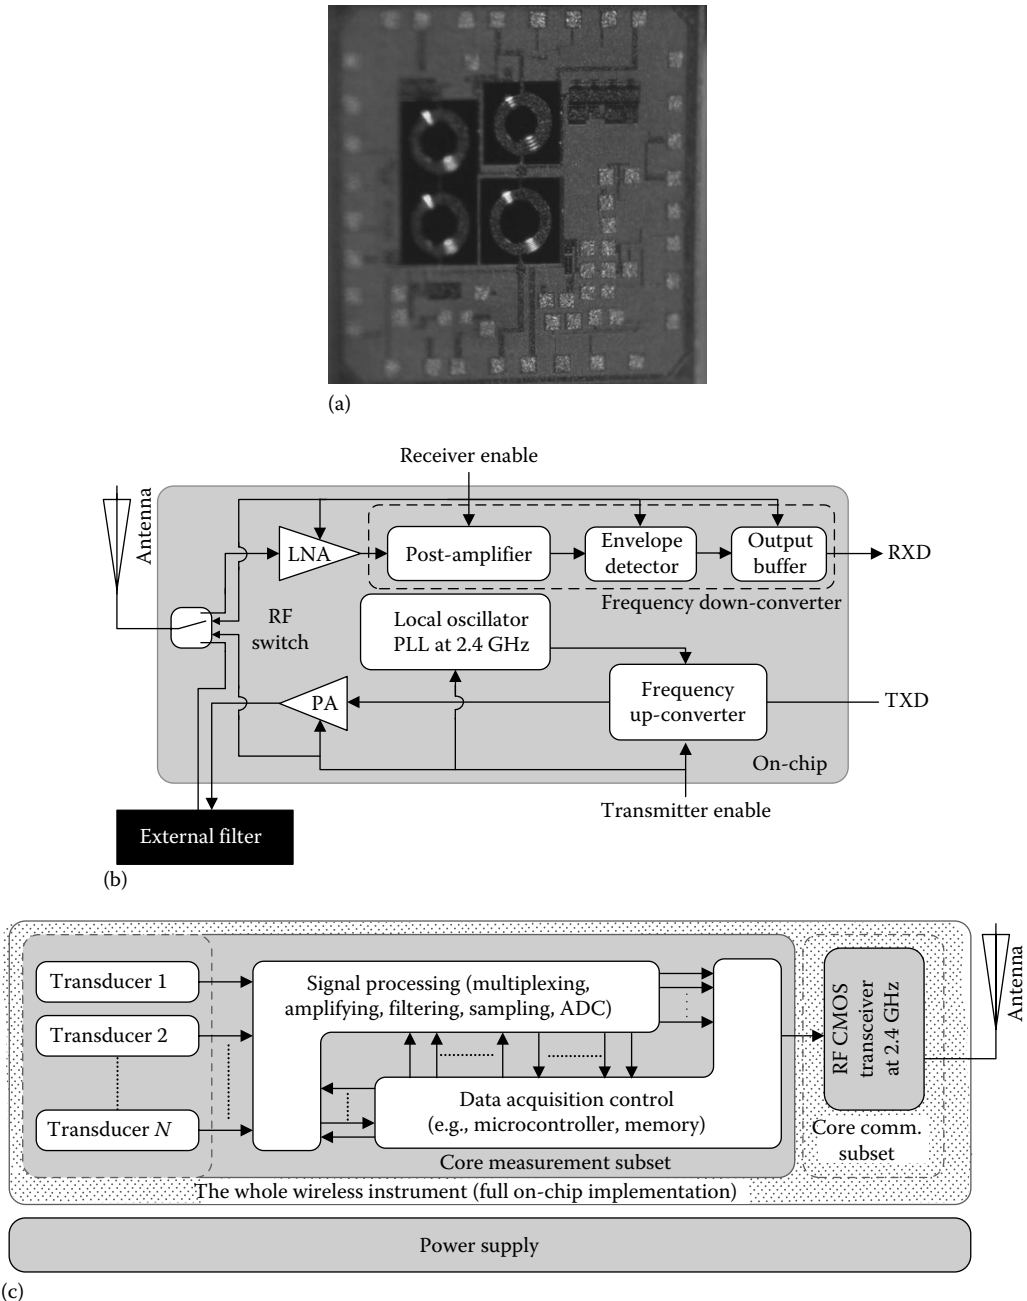 (a)
Receiver enable
Antenna
LNA
Post-amplifier
Envelope
detector
Output
buffer
RXD
Frequency down-converter
RF
switch
Local oscillator
PLL at 2.4 GHz
PA
Frequency
up-converter
TXD
On-chip
Transmitter enable
External filter
(b)
Transducer 1
Transducer 2
Transducer N
Signal processing (multiplexing,
amplifying, filtering, sampling, ADC)
Data acquisition control
(e.g., microcontroller, memory)
Core measurement subset
RF CMOS
transceiver
at 2.4 GHz
Antenna
Core comm.
subset
The whole wireless instrument (full on-chip implementation)
Power supply
(c)